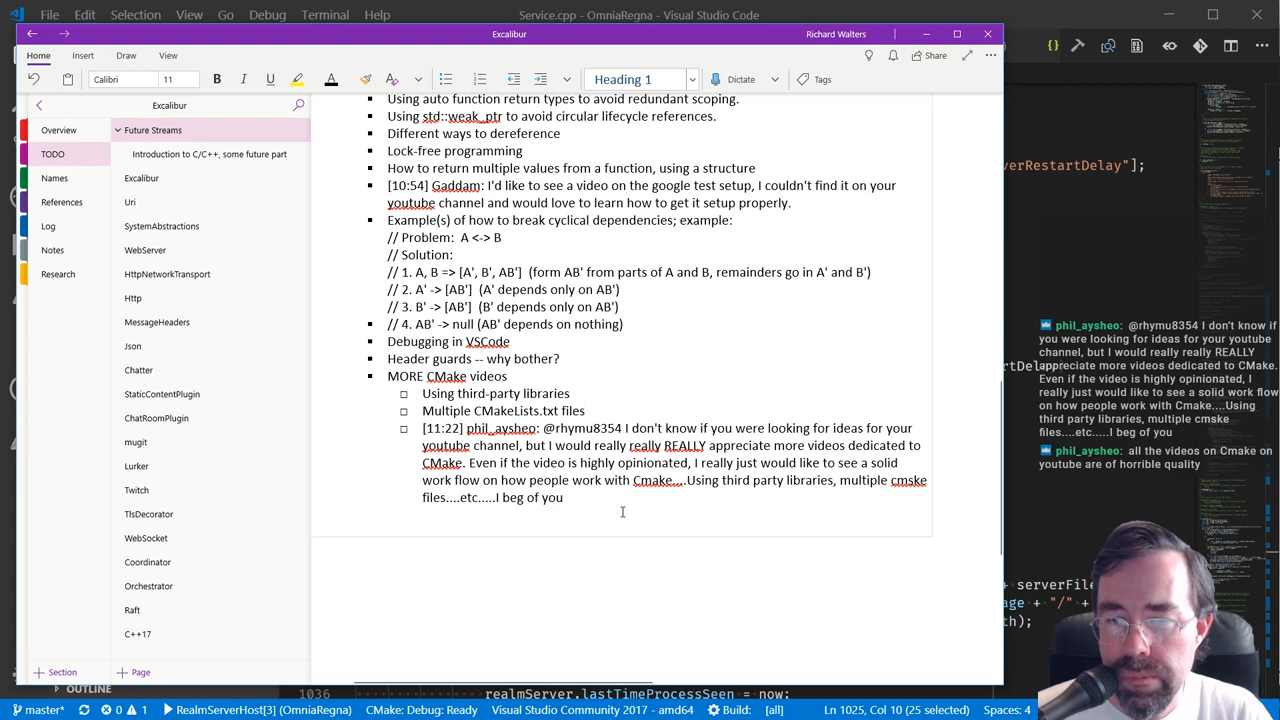 File Edit Selection View Go Debug Terminal Help Service.cpp - OmniaRegna - Visual Studio Code
Excalibur
Richard Walters
Home Insert Draw View
Share
Calibri 11 B I U A Heading 1 Dictate Tags
Excalibur
Overview
TODO
Names
References
Log
Notes
Research
Future Streams
Introduction to C/C++, some future part
Excalibur
Uri
SystemAbstractions
WebServer
HttpNetworkTransport
Http
MessageHeaders
Json
Chatter
StaticContentPlugin
ChatRoomPlugin
mugit
Lurker
Twitch
TlsDecorator
WebSocket
Coordinator
Orchestrator
Raft
C++17
Section
Page
Using auto function return types to avoid redundant scoping.
Using std::weak_ptr to avoid circular lifecycle references.
Different ways to dereference
Lock-free programming
How to return multiple values from a function, using a structure
[10:54] Gaddam: I'd like to see a video on the google test setup, I couldn't find it on your
youtube channel and would love to learn how to get it setup properly.
Example(s) of how to break cyclical dependencies; example:
// Problem: A <-> B
// Solution:
// 1. A, B => [A', B', AB'] (form AB' from parts of A and B, remainders go in A' and B')
// 2. A' -> [AB'] (A' depends only on AB')
// 3. B' -> [AB'] (B' depends only on AB')
// 4. AB' -> null (AB' depends on nothing)
Debugging in VSCode
Header guards -- why bother?
MORE CMake videos
Using third-party libraries
Multiple CMakeLists.txt files
[11:22] phil_aysheo: @rhymu8354 I don't know if you were looking for ideas for your
youtube channel, but I would really really REALLY appreciate more videos dedicated to
CMake. Even if the video is highly opinionated, I really just would like to see a solid
work flow on how people work with Cmake....Using third party libraries, multiple cmske
files....etc.....I beg of you
erverRestartDelay"];
phil_aysheo: @rhymu8354 I don't know if
you were looking for ideas for your youtube
channel, but I would really really REALLY
appreciate more videos dedicated to CMake.
Even if the video is highly opinionated, I
really just would like to see a solid work flow
on how people work with Cmake....Using
third party libraries, multiple cmske
files....etc.....I beg of you
phil_aysheo: all the videos on Cmake on
youtube are of horrible quality
+ serverFile
age + "/" +
th);
OUTLINE
1036 realmServer.lastTimeProcessSeen = now;
master* 0 1 RealmServerHost[3] (OmniaRegna) CMake: Debug: Ready Visual Studio Community 2017 - amd64 Build: [all] Ln 1025, Col 10 (25 selected) Spaces: 4